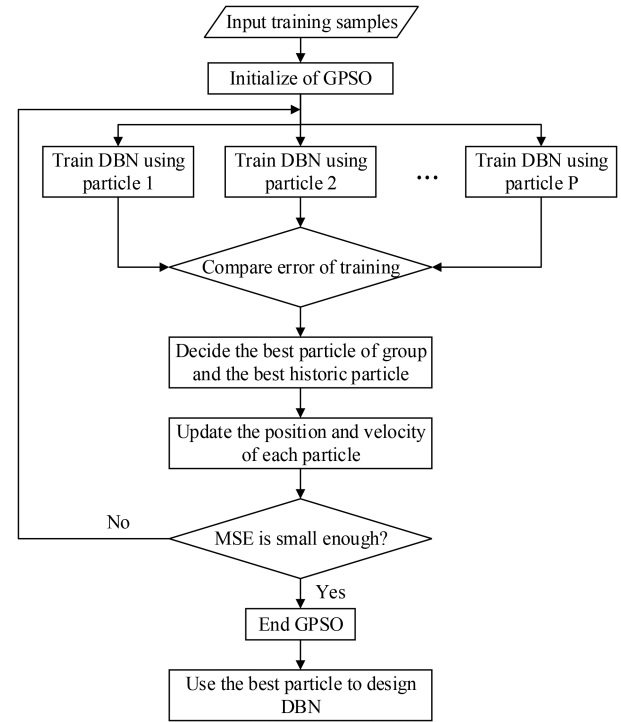 Input training samples
Initialize of GPSO
Train DBN using
particle 1
Train DBN using
particle 2
...
Train DBN using
particle P
Compare error of training
Decide the best particle of group
and the best historic particle
Update the position and velocity
of each particle
No
MSE is small enough?
Yes
End GPSO
Use the best particle to design
DBN